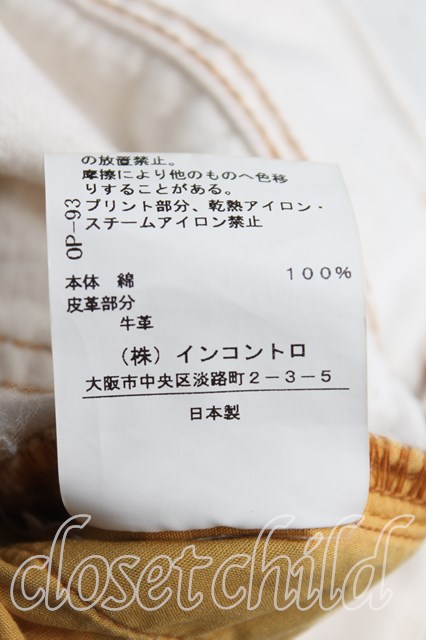 の放置禁止。
摩擦により他のものへ色移
りすることがある。
プリント部分、乾熱アイロン・
スチームアイロン禁止
OP-93
本体 綿 100%
皮革部分
牛革
(株)インコントロ
大阪市中央区淡路町2-3-5
日本製
closetchild